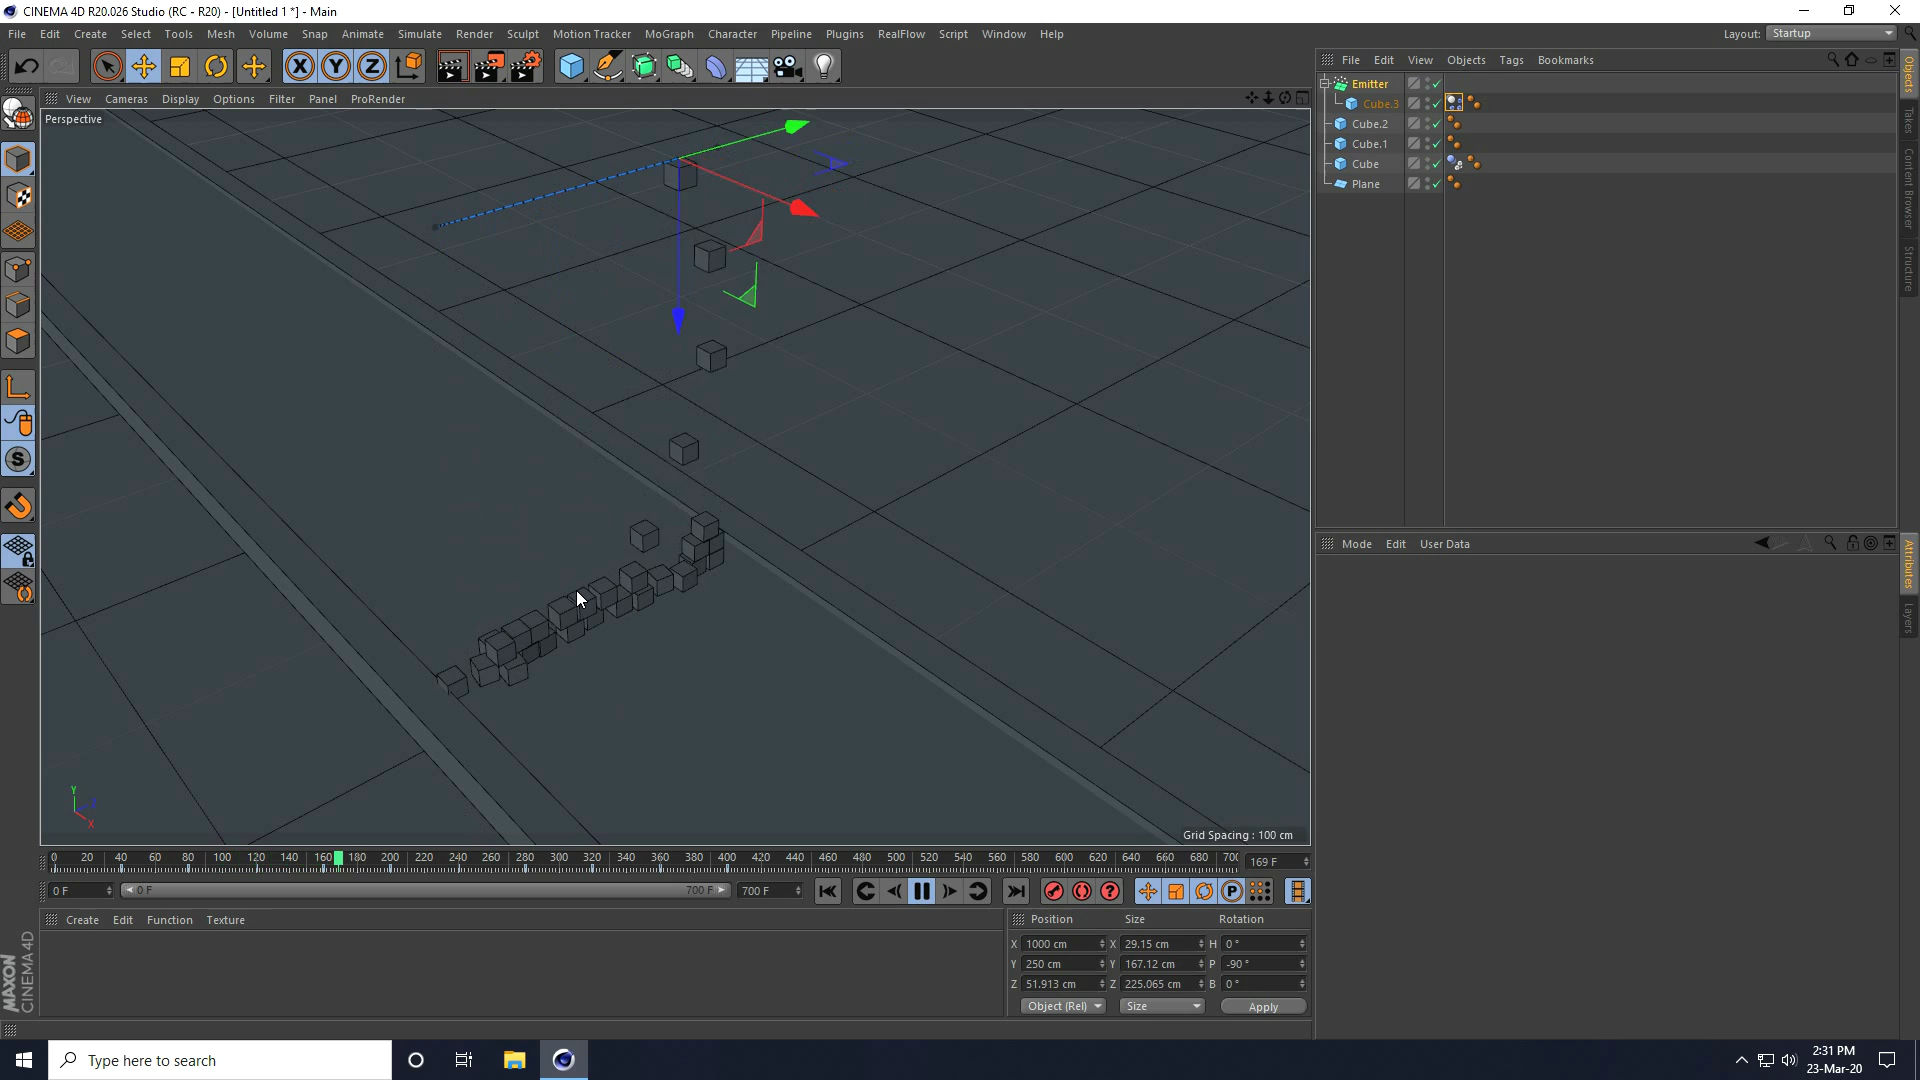 CINEMA 4D R20.026 Studio (RC - R20) - [Untitled 1 *] - Main
File Edit Create Select Tools Mesh Volume Snap Animate Simulate Render Sculpt Motion Tracker MoGraph Character Pipeline Plugins RealFlow Script Window Help
Layout: Startup
X Y Z
File Edit View Objects Tags Bookmarks
View Cameras Display Options Filter Panel ProRender
Perspective
Emitter
Cube.3
Cube.2
Cube.1
Cube
Plane
Objects
Takes
Content Browser
Structure
Mode Edit User Data
Attributes
Layers
Y
X
Grid Spacing : 100 cm
0 20 40 60 80 100 120 140 160 180 200 220 240 260 280 300 320 340 360 380 400 420 440 460 480 500 520 540 560 580 600 620 640 660 680 700 169 F
0 F 0 F 700 F 700 F
Create Edit Function Texture
Position Size Rotation
X 1000 cm X 29.15 cm H 0 °
Y 250 cm Y 167.12 cm P -90 °
Z 51.913 cm Z 225.065 cm B 0 °
Object (Rel) Size Apply
MAXON
CINEMA 4D
Type here to search
2:31 PM
23-Mar-20